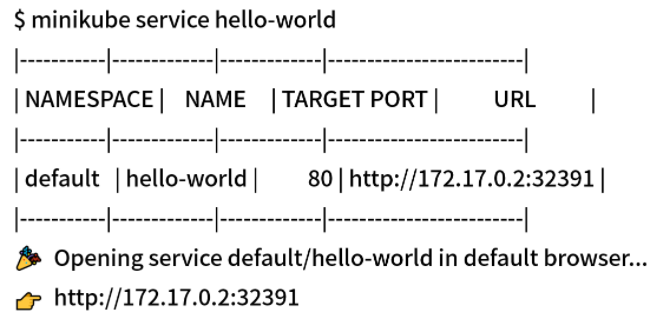 $ minikube service hello-world
|-----------|-------------|-------------|-------------------------|
| NAMESPACE |    NAME     | TARGET PORT |          URL          |
|-----------|-------------|-------------|-------------------------|
| default   | hello-world |          80 | http://172.17.0.2:32391 |
|-----------|-------------|-------------|-------------------------|
🎉 Opening service default/hello-world in default browser...
👉 http://172.17.0.2:32391